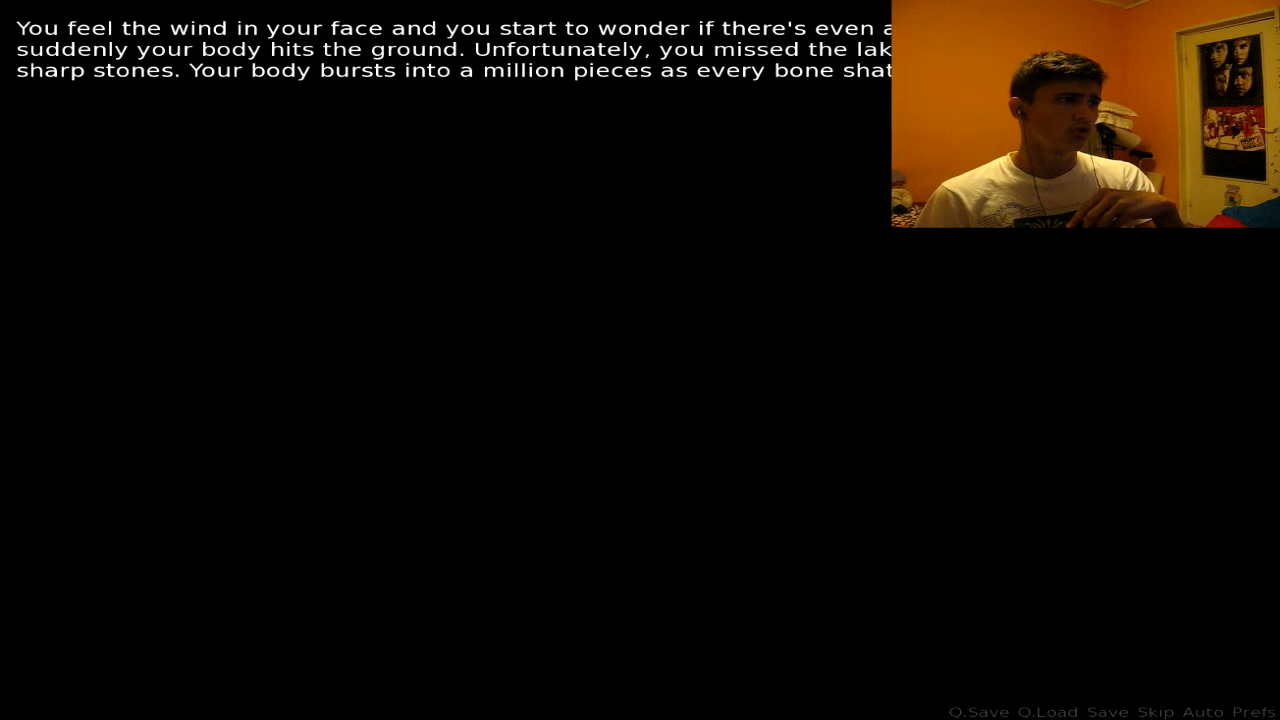 You feel the wind in your face and you start to wonder if there's even a
suddenly your body hits the ground. Unfortunately, you missed the lak
sharp stones. Your body bursts into a million pieces as every bone shat
Q.Save Q.Load Save Skip Auto Prefs